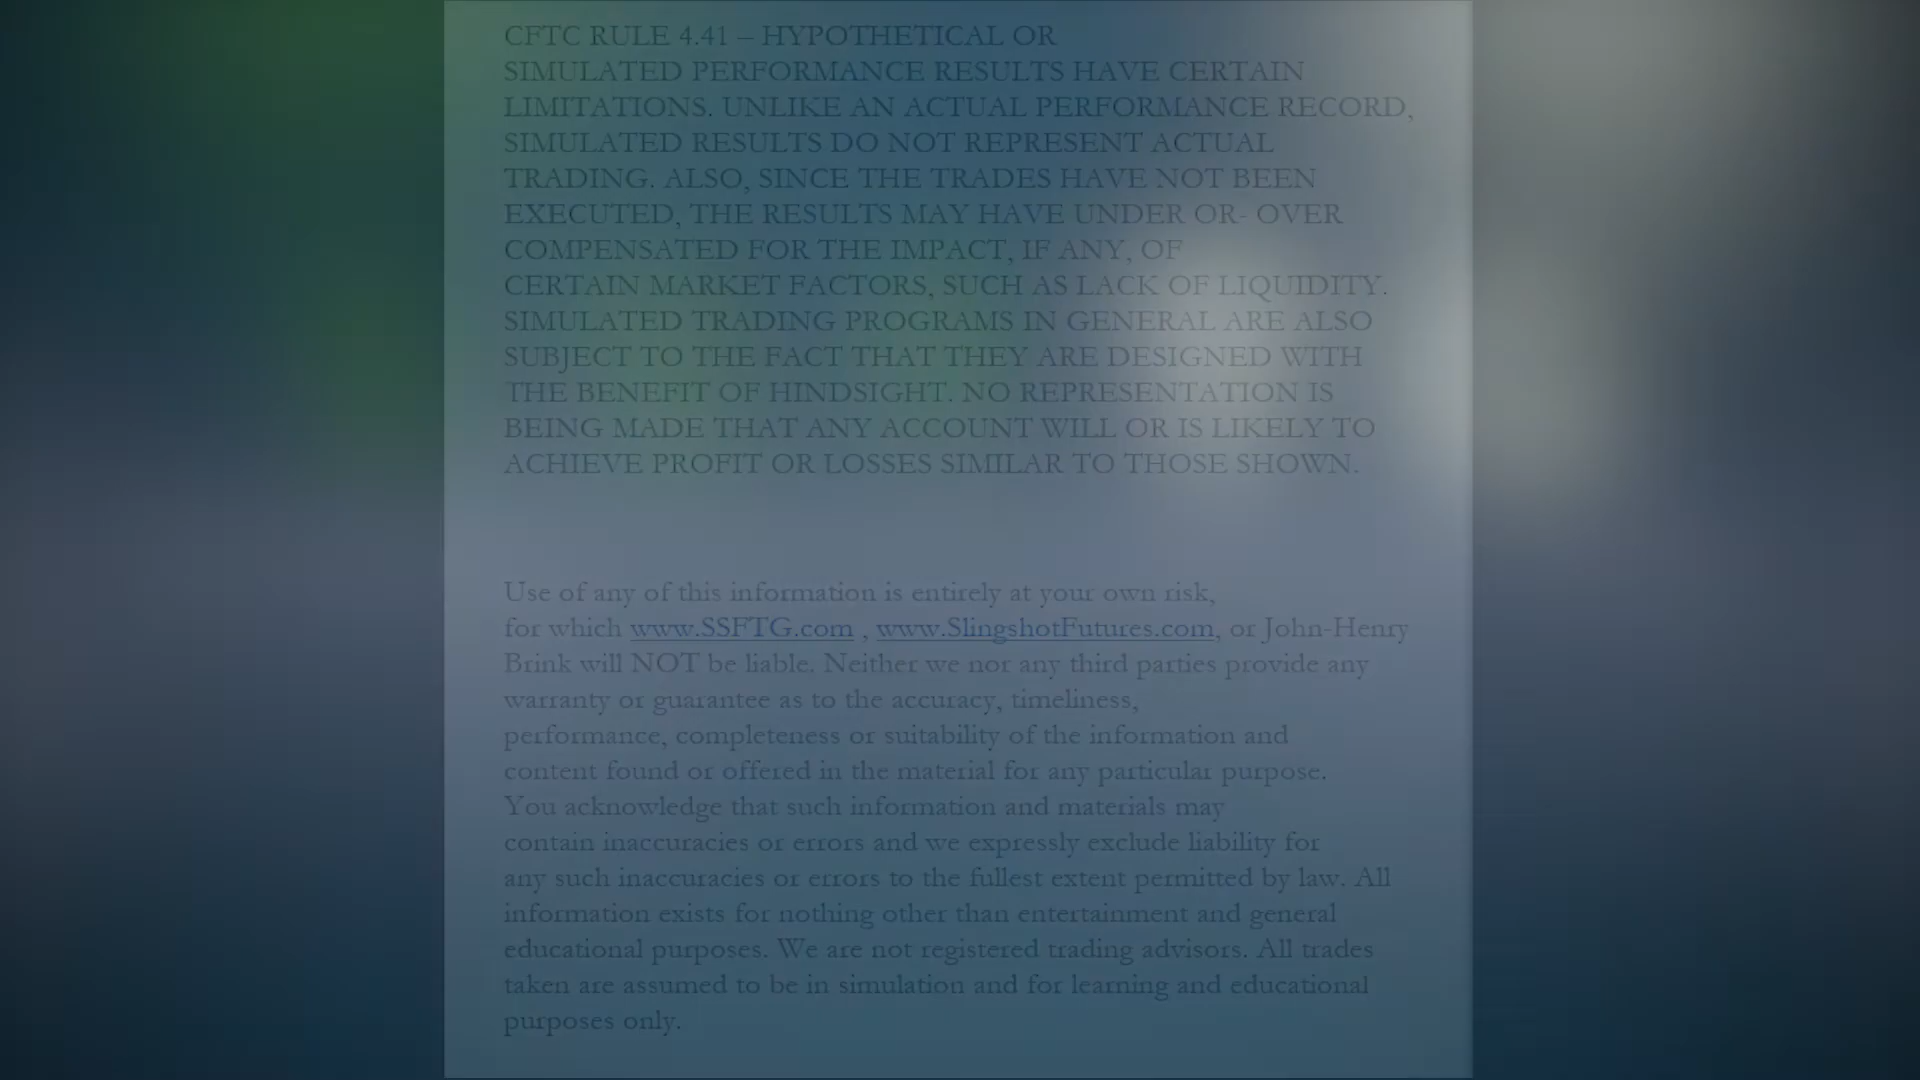 CFTC RULE 4.41 – HYPOTHETICAL OR
SIMULATED PERFORMANCE RESULTS HAVE CERTAIN
LIMITATIONS. UNLIKE AN ACTUAL PERFORMANCE RECORD,
SIMULATED RESULTS DO NOT REPRESENT ACTUAL
TRADING. ALSO, SINCE THE TRADES HAVE NOT BEEN
EXECUTED, THE RESULTS MAY HAVE UNDER OR- OVER
COMPENSATED FOR THE IMPACT, IF ANY, OF
CERTAIN MARKET FACTORS, SUCH AS LACK OF LIQUIDITY.
SIMULATED TRADING PROGRAMS IN GENERAL ARE ALSO
SUBJECT TO THE FACT THAT THEY ARE DESIGNED WITH
THE BENEFIT OF HINDSIGHT. NO REPRESENTATION IS
BEING MADE THAT ANY ACCOUNT WILL OR IS LIKELY TO
ACHIEVE PROFIT OR LOSSES SIMILAR TO THOSE SHOWN.
Use of any of this information is entirely at your own risk,
for which www.SSFTG.com , www.SlingshotFutures.com, or John-Henry
Brink will NOT be liable. Neither we nor any third parties provide any
warranty or guarantee as to the accuracy, timeliness,
performance, completeness or suitability of the information and
content found or offered in the material for any particular purpose.
You acknowledge that such information and materials may
contain inaccuracies or errors and we expressly exclude liability for
any such inaccuracies or errors to the fullest extent permitted by law. All
information exists for nothing other than entertainment and general
educational purposes. We are not registered trading advisors. All trades
taken are assumed to be in simulation and for learning and educational
purposes only.